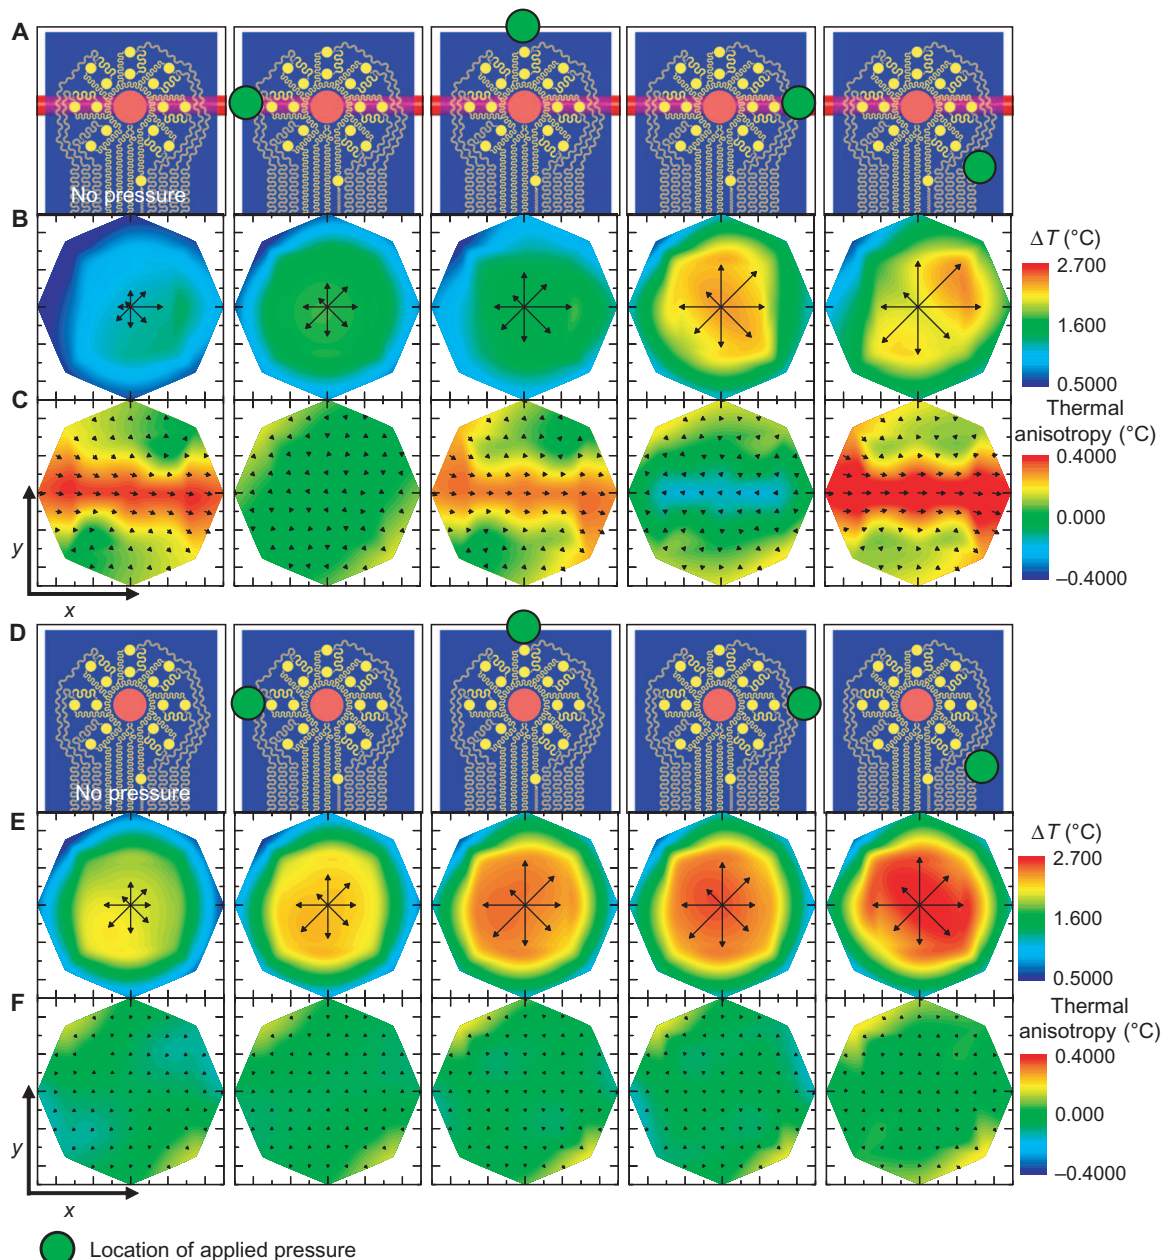 A
No pressure
B
ΔT (°C)
2.700
1.600
0.5000
C
Thermal
anisotropy (°C)
0.4000
0.000
–0.4000
y
x
D
No pressure
E
ΔT (°C)
2.700
1.600
0.5000
F
Thermal
anisotropy (°C)
0.4000
0.000
–0.4000
y
x
Location of applied pressure